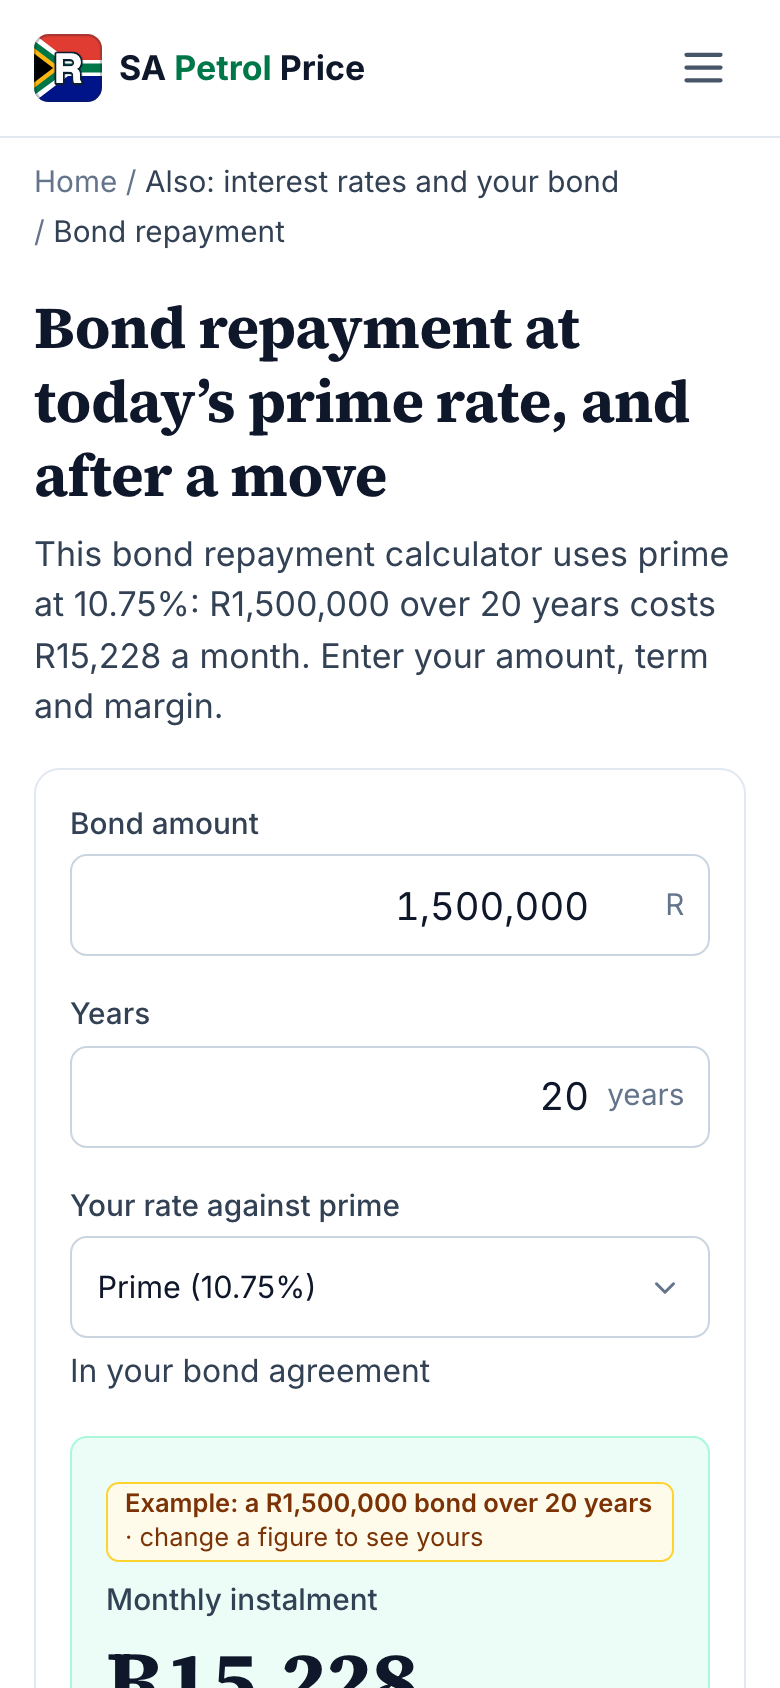 R
SA Petrol Price
Home / Also: interest rates and your bond
/ Bond repayment
Bond repayment at
today’s prime rate, and
after a move
This bond repayment calculator uses prime
at 10.75%: R1,500,000 over 20 years costs
R15,228 a month. Enter your amount, term
and margin.
Bond amount
1,500,000 R
Years
20 years
Your rate against prime
Prime (10.75%)
In your bond agreement
Example: a R1,500,000 bond over 20 years
· change a figure to see yours
Monthly instalment
R15,228